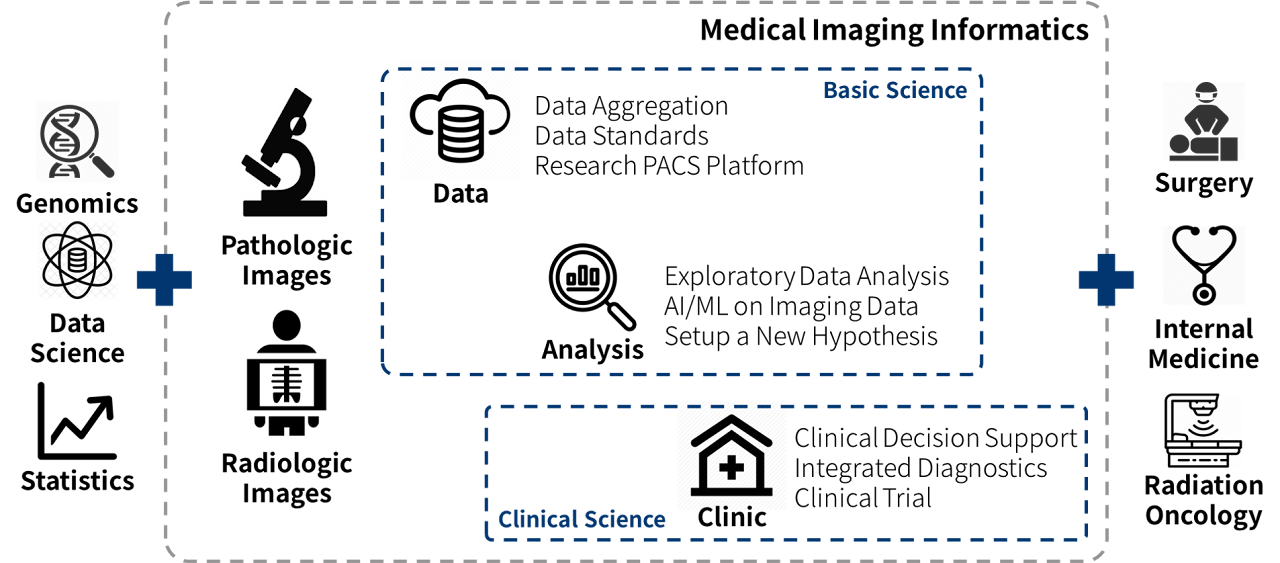 Medical Imaging Informatics
Genomics
Data
Science
Statistics
Pathologic
Images
Radiologic
Images
Basic Science
Data
Data Aggregation
Data Standards
Research PACS Platform
Analysis
Exploratory Data Analysis
AI/ML on Imaging Data
Setup a New Hypothesis
Clinical Science
Clinic
Clinical Decision Support
Integrated Diagnostics
Clinical Trial
Surgery
Internal
Medicine
Radiation
Oncology